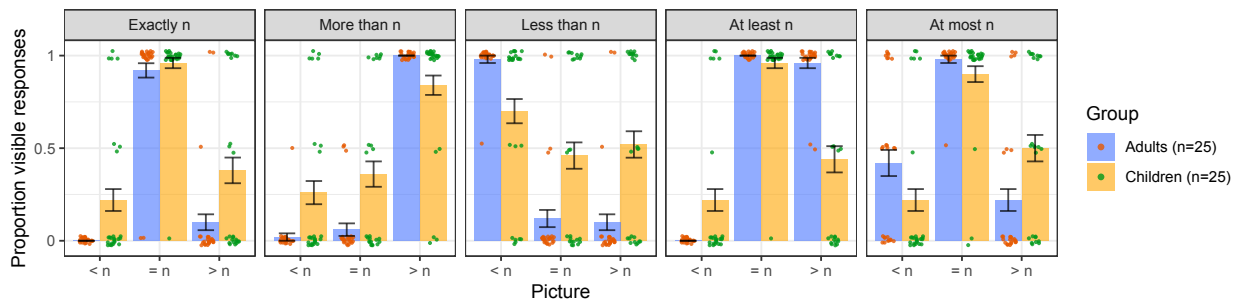 Exactly n
More than n
Less than n
At least n
At most n
Proportion visible responses
1
0.5
0
< n
= n
> n
< n
= n
> n
< n
= n
> n
< n
= n
> n
< n
= n
> n
Picture
Group
Adults (n=25)
Children (n=25)